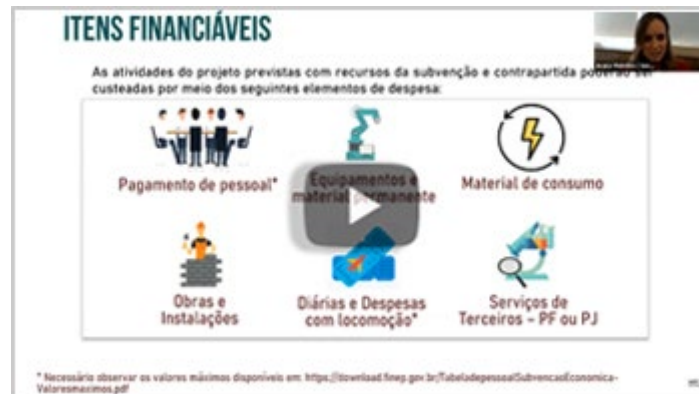 ITENS FINANCIÁVEIS
As atividades do projeto previstas com recursos da subvenção e contrapartida poderão ser
custeadas por meio dos seguintes elementos de despesa:
Pagamento de pessoal*
Equipamentos e
material permanente
Material de consumo
Obras e
Instalações
Diárias e Despesas
com locomoção*
Serviços de
Terceiros - PF ou PJ
* Necessário observar os valores máximos disponíveis em: https://download.finep.gov.br/TabeladepessoalSubvencaoEconomica-
Valoresmaximos.pdf